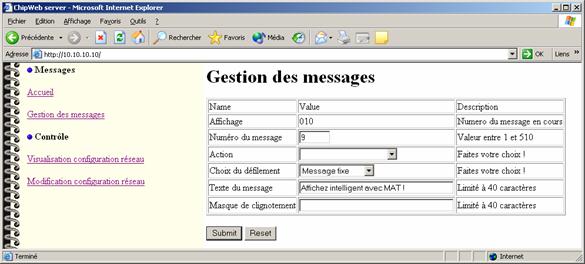 ChipWeb server - Microsoft Internet Explorer
Fichier Edition Affichage Favoris Outils ?
Précédente Rechercher Favoris Média
Adresse http://10.10.10.10/ OK Liens »
Messages
Accueil
Gestion des messages
Contrôle
Visualisation configuration réseau
Modification configuration réseau
Gestion des messages
Name Value Description
Affichage 010 Numero du message en cours
Numéro du message 9 Valeur entre 1 et 510
Action Faites votre choix !
Choix du défilement Message fixe Faites votre choix !
Texte du message Affichez intelligent avec MAT ! Limité à 40 caractères
Masque de clignotement Limité à 40 caractères
Submit Reset
Terminé Internet